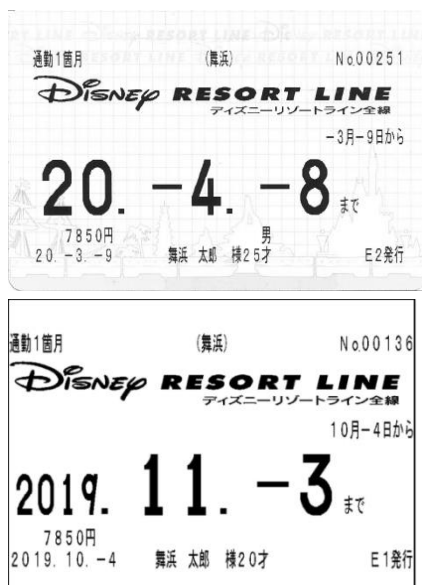 通勤1箇月 (舞浜) No.00251
Disney RESORT LINE
ディズニーリゾートライン全線
-3月-9日から
20. -4. -8 まで
7850円 男
20. -3. -9 舞浜 太郎 様25才 E2発行
通勤1箇月 (舞浜) No.00136
Disney RESORT LINE
ディズニーリゾートライン全線
10月-4日から
2019. 11. -3 まで
7850円
2019. 10. -4 舞浜 太郎 様20才 E1発行